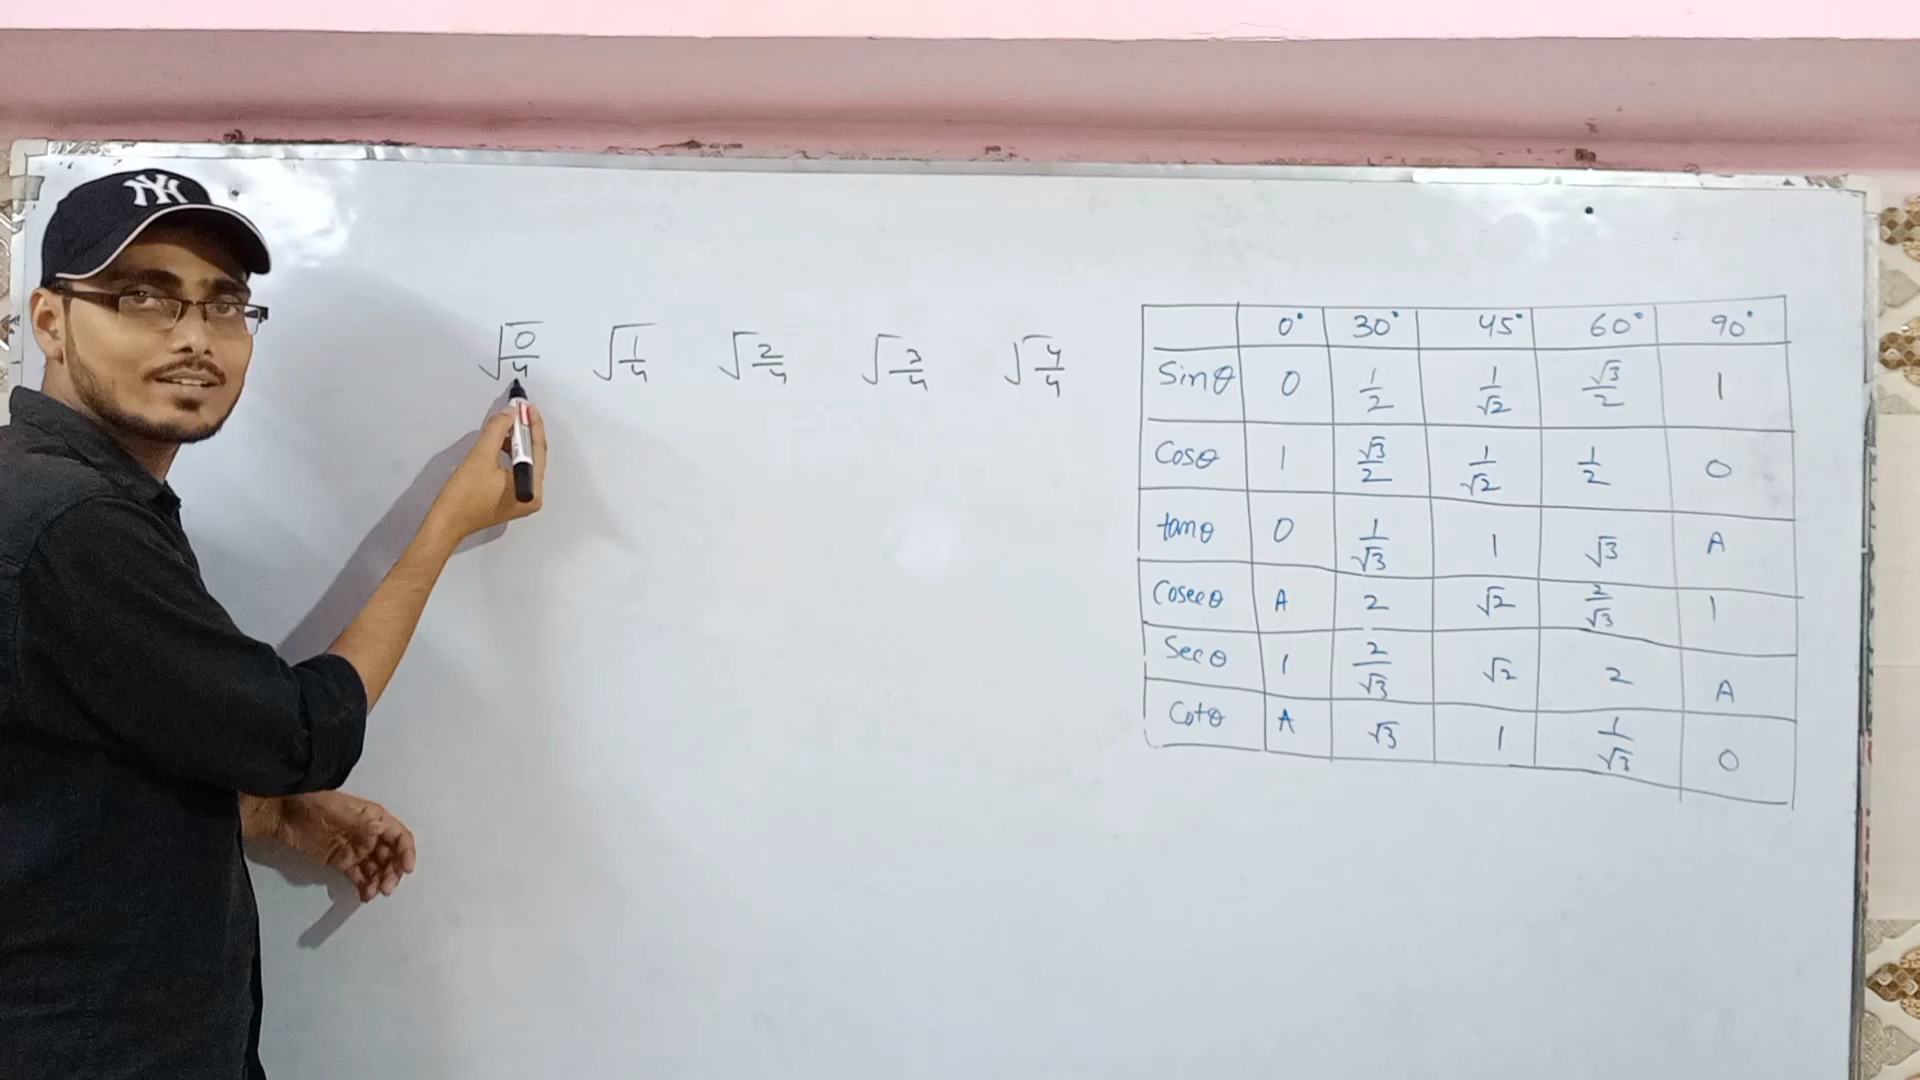 NY
√0/4 √1/4 √2/4 √3/4 √4/4
0° 30° 45° 60° 90°
Sinθ 0 1/2 1/√2 √3/2 1
Cosθ 1 √3/2 1/√2 1/2 0
tanθ 0 1/√3 1 √3 A
Cosecθ A 2 √2 2/√3 1
Secθ 1 2/√3 √2 2 A
Cotθ A √3 1 1/√3 0